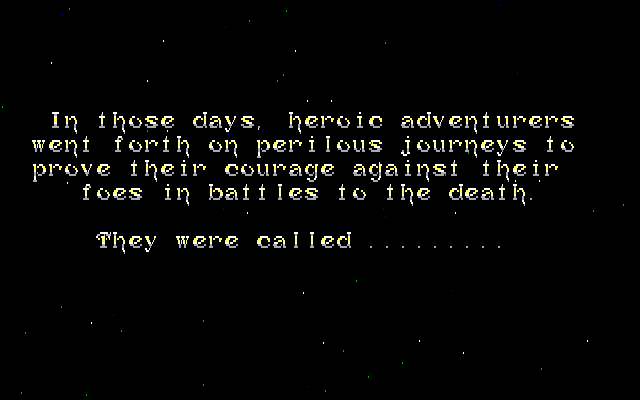 In those days, heroic adventurers
went forth on perilous journeys to
prove their courage against their
foes in battles to the death.
They were called .........